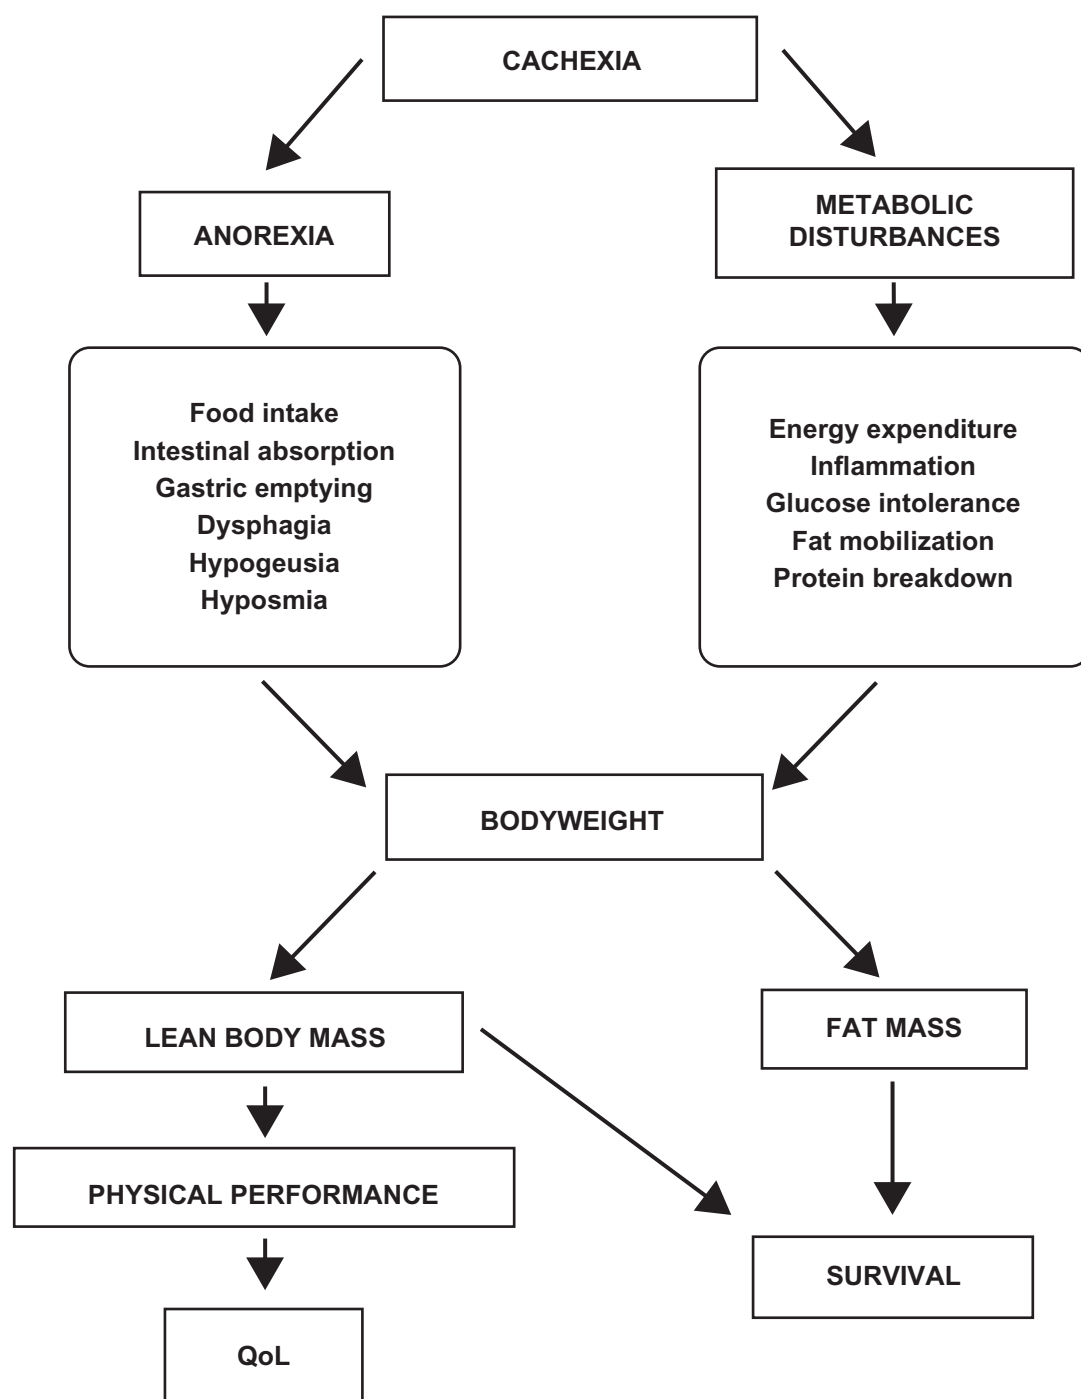 CACHEXIA
ANOREXIA
METABOLIC
DISTURBANCES
Food intake
Intestinal absorption
Gastric emptying
Dysphagia
Hypogeusia
Hyposmia
Energy expenditure
Inflammation
Glucose intolerance
Fat mobilization
Protein breakdown
BODYWEIGHT
LEAN BODY MASS
FAT MASS
PHYSICAL PERFORMANCE
SURVIVAL
QoL